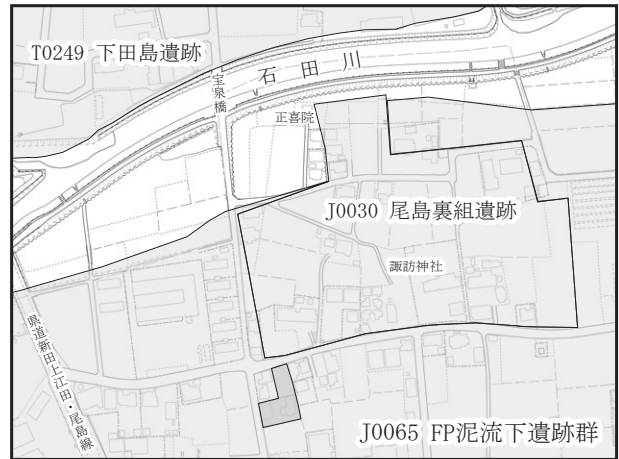 T0249 下田島遺跡
石田川
宝泉橋
正喜院
J0030 尾島裏組遺跡
諏訪神社
県道新田上江田・尾島線
J0065 FP泥流下遺跡群